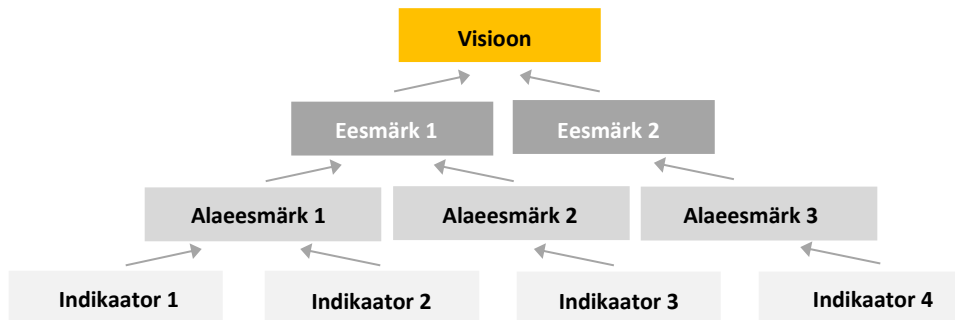 Visioon
Eesmärk 1
Eesmärk 2
Alaeesmärk 1
Alaeesmärk 2
Alaeesmärk 3
Indikaator 1
Indikaator 2
Indikaator 3
Indikaator 4